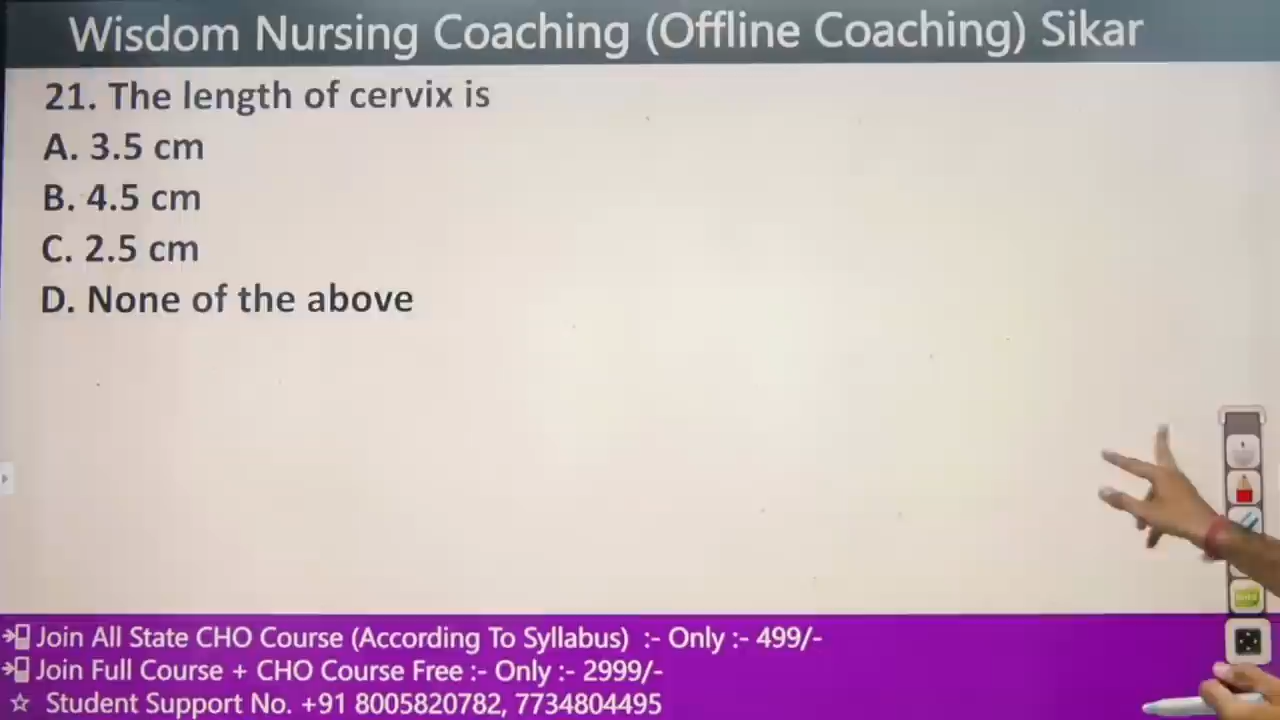 Wisdom Nursing Coaching (Offline Coaching) Sikar
21. The length of cervix is
A. 3.5 cm
B. 4.5 cm
C. 2.5 cm
D. None of the above
Join All State CHO Course (According To Syllabus) :- Only :- 499/-
Join Full Course + CHO Course Free :- Only :- 2999/-
☆ Student Support No. +91 8005820782, 7734804495